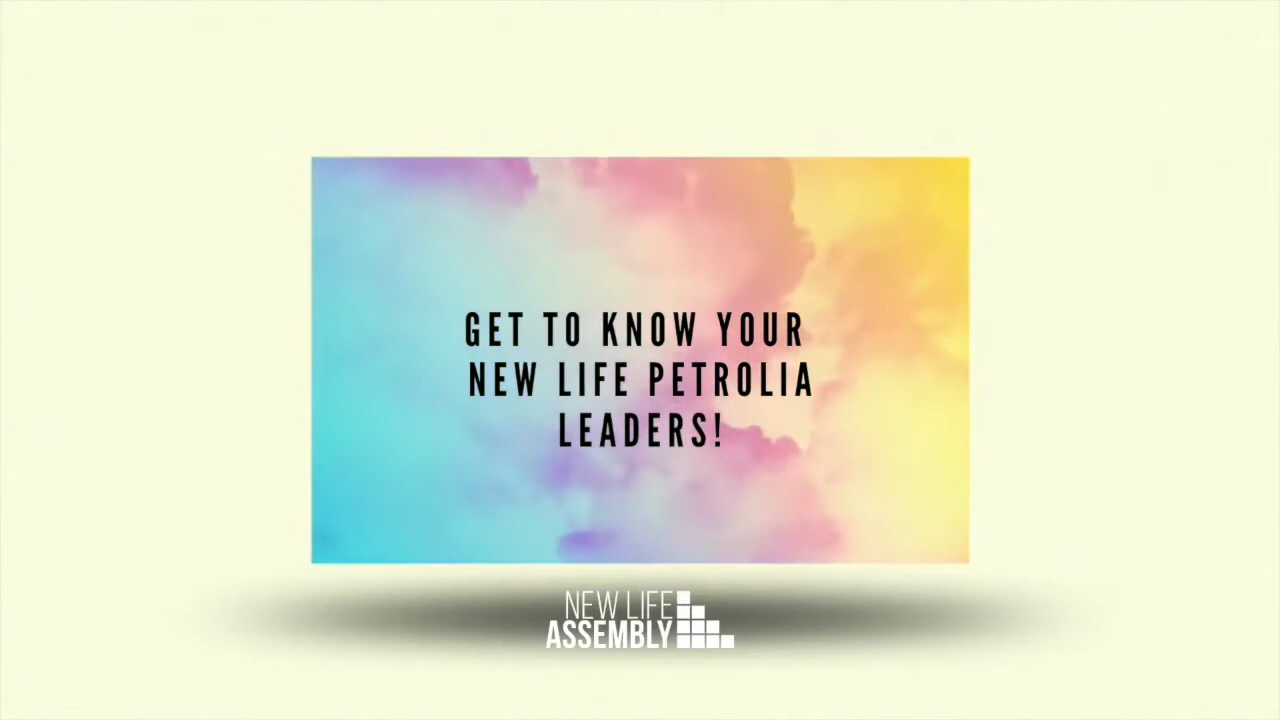 GET TO KNOW YOUR
NEW LIFE PETROLIA
LEADERS!
NEW LIFE
ASSEMBLY